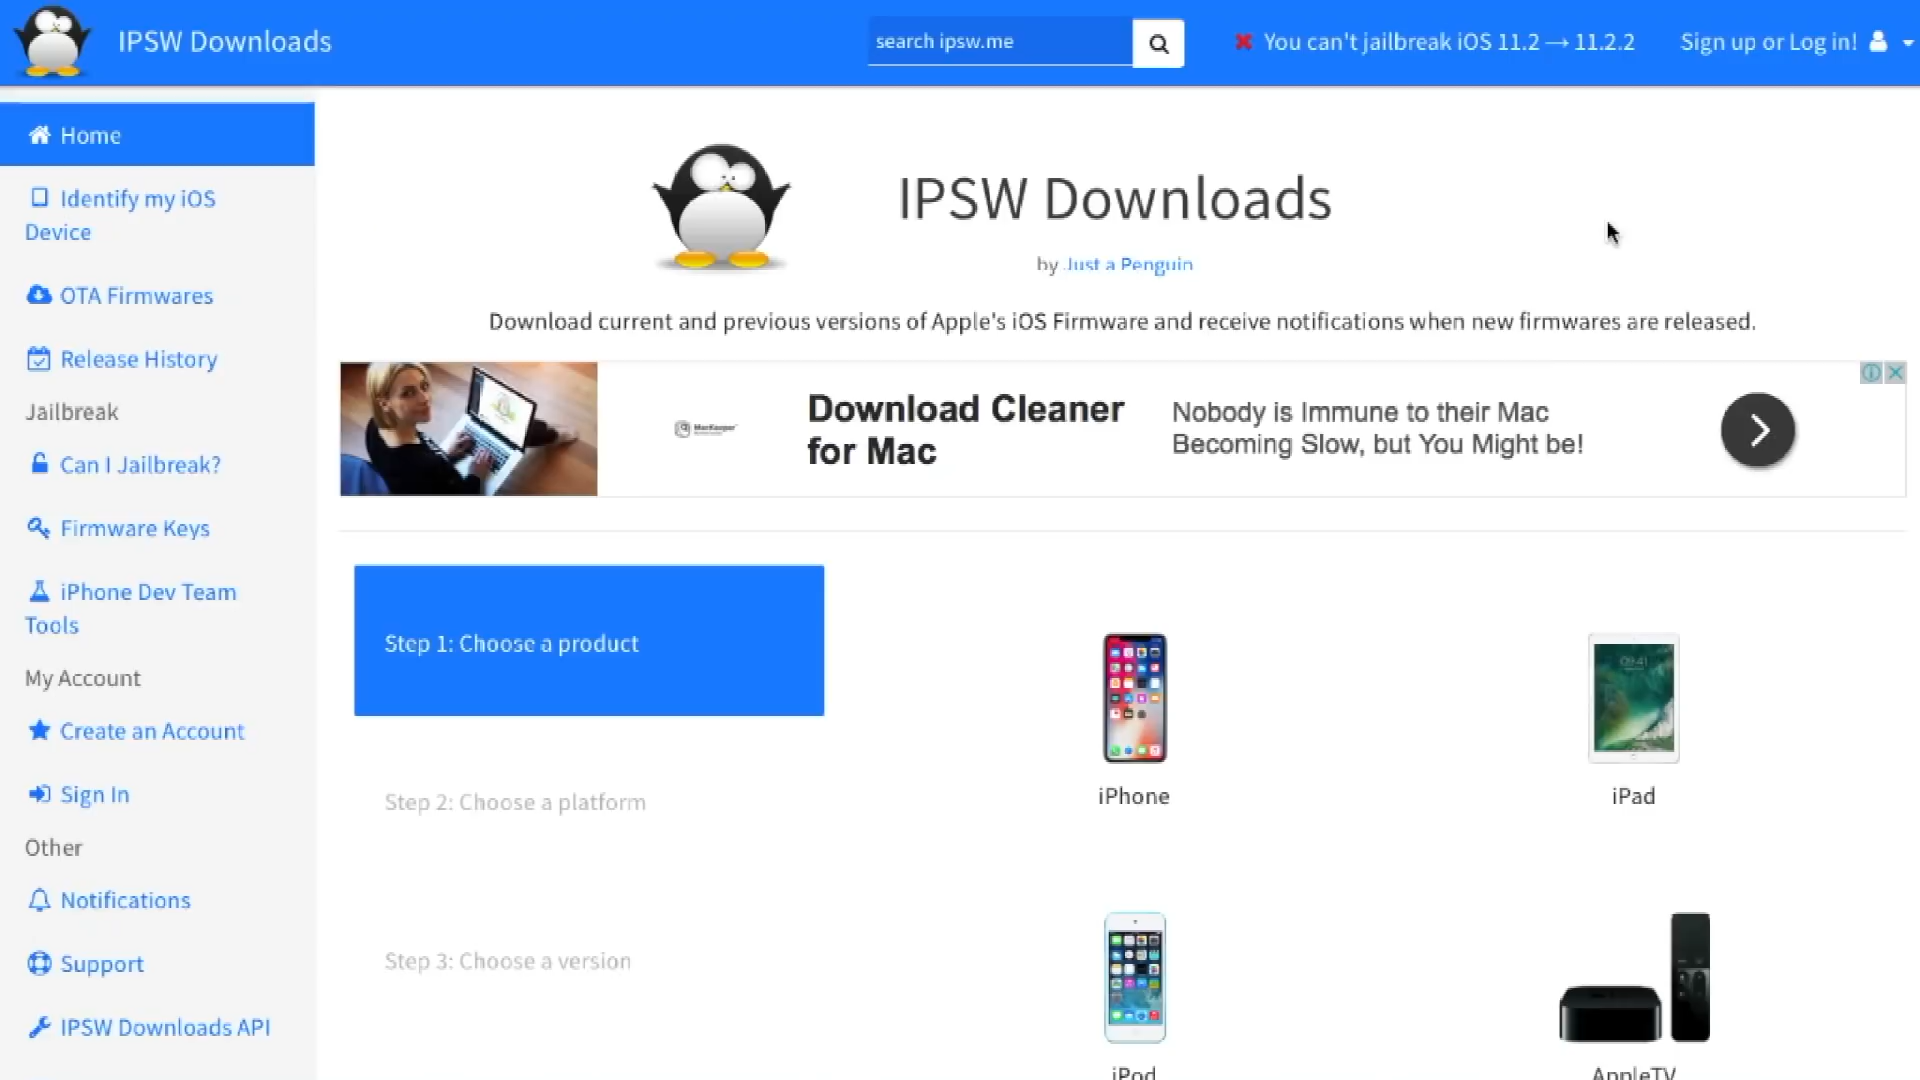 IPSW Downloads
search ipsw.me
You can't jailbreak iOS 11.2 → 11.2.2
Sign up or Log in!
Home
Identify my iOS
Device
OTA Firmwares
Release History
Jailbreak
Can I Jailbreak?
Firmware Keys
iPhone Dev Team
Tools
My Account
Create an Account
Sign In
Other
Notifications
Support
IPSW Downloads API
IPSW Downloads
by Just a Penguin
Download current and previous versions of Apple's iOS Firmware and receive notifications when new firmwares are released.
MacKeeper
Download Cleaner
for Mac
Nobody is Immune to their Mac
Becoming Slow, but You Might be!
Step 1: Choose a product
Step 2: Choose a platform
Step 3: Choose a version
09:41
iPhone
iPad
iPod
AppleTV